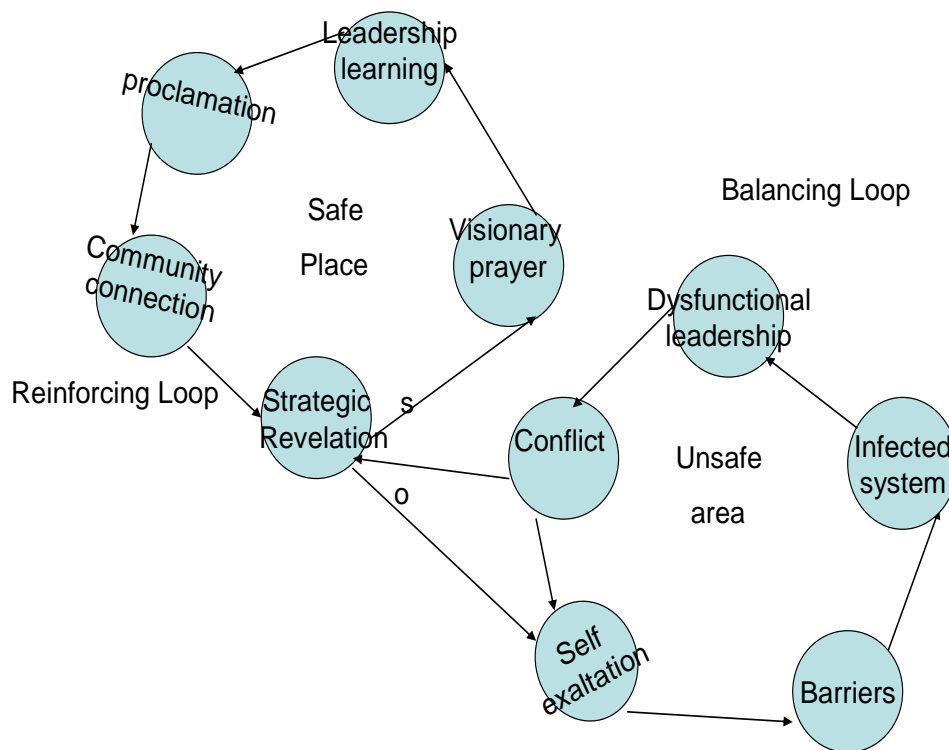 Leadership
learning
proclamation
Safe
Place
Visionary
prayer
Balancing Loop
Community
connection
Dysfunctional
leadership
Reinforcing Loop
Strategic
Revelation
s
o
Conflict
Unsafe
area
Infected
system
Self
exaltation
Barriers